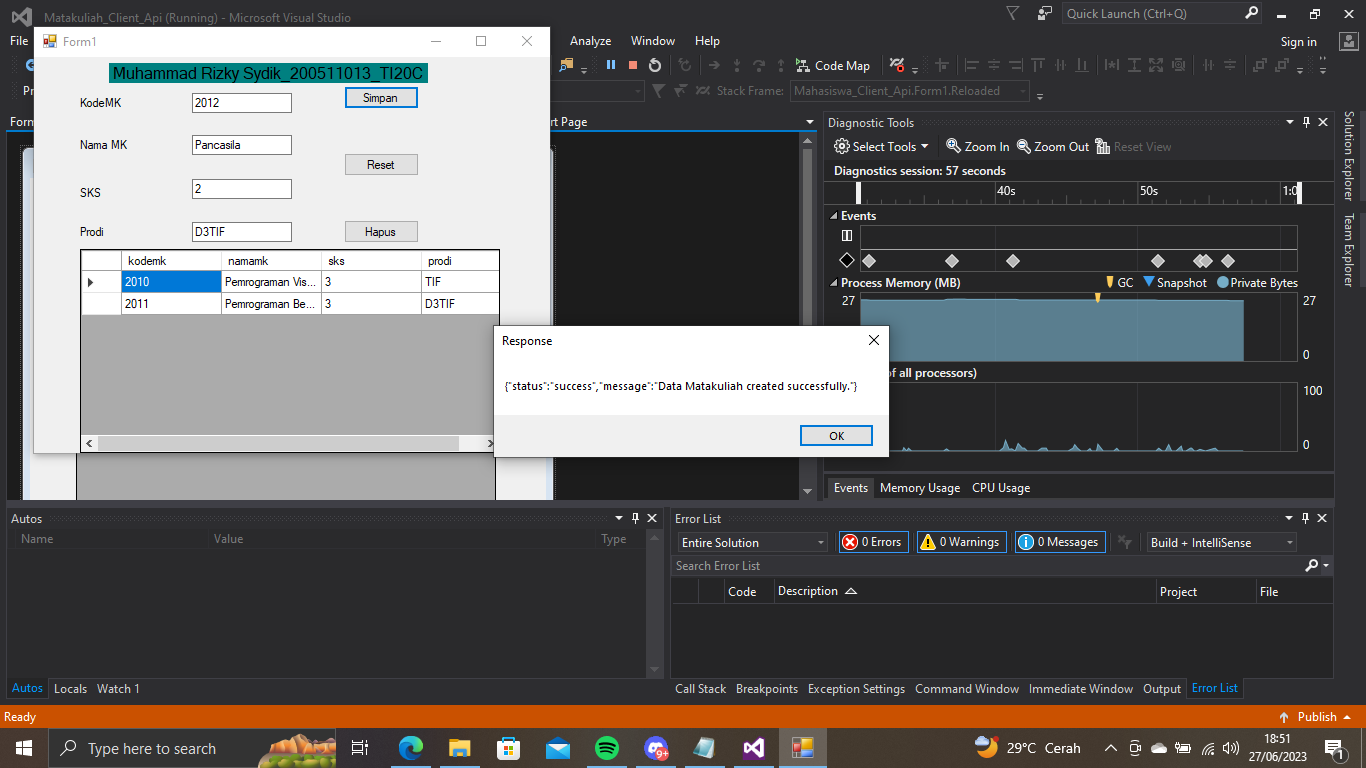 Matakuliah_Client_Api (Running) - Microsoft Visual Studio
Quick Launch (Ctrl+Q)
File
Analyze
Window
Help
Sign in
Code Map
Stack Frame:
Mahasiswa_Client_Api.Form1.Reloaded
Form1
Muhammad Rizky Sydik_200511013_TI20C
KodeMK
2012
Simpan
Nama MK
Pancasila
Reset
SKS
2
Prodi
D3TIF
Hapus
kodemk namamk sks prodi
2010 Pemrograman Vis... 3 TIF
2011 Pemrograman Be... 3 D3TIF
t Page
Response
{"status":"success","message":"Data Matakuliah created successfully."}
OK
Diagnostic Tools
Select Tools
Zoom In
Zoom Out
Reset View
Diagnostics session: 57 seconds
40s
50s
1:0
Events
Process Memory (MB)
GC
Snapshot
Private Bytes
27
27
0
of all processors)
100
0
Events
Memory Usage
CPU Usage
Solution Explorer
Team Explorer
Autos
Name
Value
Type
Autos
Locals
Watch 1
Error List
Entire Solution
0 Errors
0 Warnings
0 Messages
Build + IntelliSense
Search Error List
Code
Description
Project
File
Call Stack
Breakpoints
Exception Settings
Command Window
Immediate Window
Output
Error List
Ready
Publish
Type here to search
9+
29°C Cerah
18:51
27/06/2023
1